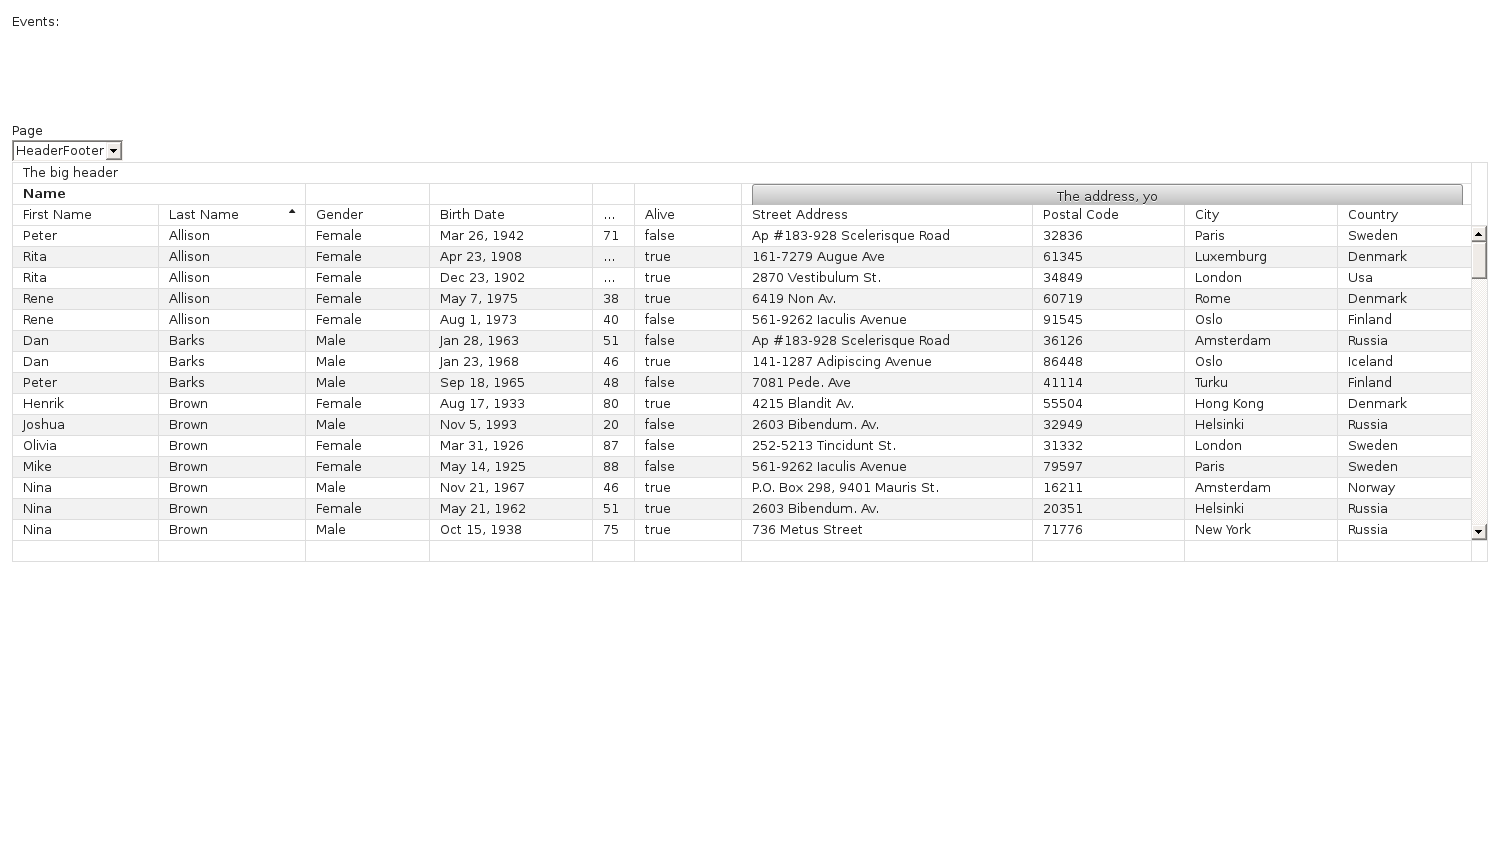 Events:
Page
HeaderFooter
The big header
Name The address, yo
First Name Last Name Gender Birth Date ... Alive Street Address Postal Code City Country
Peter Allison Female Mar 26, 1942 71 false Ap #183-928 Scelerisque Road 32836 Paris Sweden
Rita Allison Female Apr 23, 1908 ... true 161-7279 Augue Ave 61345 Luxemburg Denmark
Rita Allison Female Dec 23, 1902 ... true 2870 Vestibulum St. 34849 London Usa
Rene Allison Female May 7, 1975 38 true 6419 Non Av. 60719 Rome Denmark
Rene Allison Female Aug 1, 1973 40 false 561-9262 Iaculis Avenue 91545 Oslo Finland
Dan Barks Male Jan 28, 1963 51 false Ap #183-928 Scelerisque Road 36126 Amsterdam Russia
Dan Barks Male Jan 23, 1968 46 true 141-1287 Adipiscing Avenue 86448 Oslo Iceland
Peter Barks Male Sep 18, 1965 48 false 7081 Pede. Ave 41114 Turku Finland
Henrik Brown Female Aug 17, 1933 80 true 4215 Blandit Av. 55504 Hong Kong Denmark
Joshua Brown Male Nov 5, 1993 20 false 2603 Bibendum. Av. 32949 Helsinki Russia
Olivia Brown Female Mar 31, 1926 87 false 252-5213 Tincidunt St. 31332 London Sweden
Mike Brown Female May 14, 1925 88 false 561-9262 Iaculis Avenue 79597 Paris Sweden
Nina Brown Male Nov 21, 1967 46 true P.O. Box 298, 9401 Mauris St. 16211 Amsterdam Norway
Nina Brown Female May 21, 1962 51 true 2603 Bibendum. Av. 20351 Helsinki Russia
Nina Brown Male Oct 15, 1938 75 true 736 Metus Street 71776 New York Russia